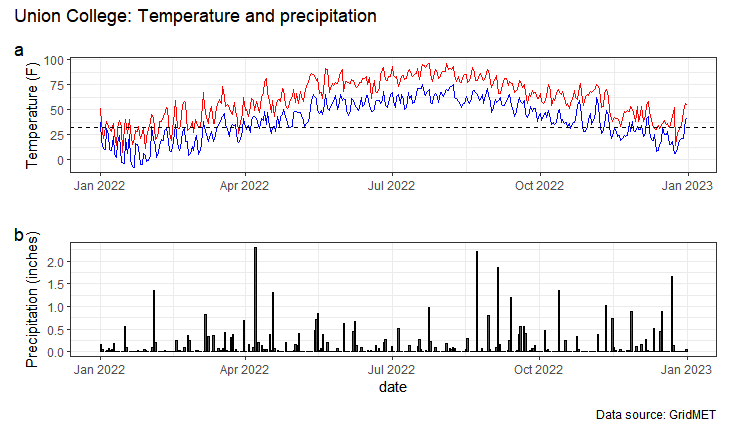 Union College: Temperature and precipitation
a
Temperature (F)
100
75
50
25
0
Jan 2022 Apr 2022 Jul 2022 Oct 2022 Jan 2023
b
Precipitation (inches)
2.0
1.5
1.0
0.5
0.0
Jan 2022 Apr 2022 Jul 2022 Oct 2022 Jan 2023
date
Data source: GridMET